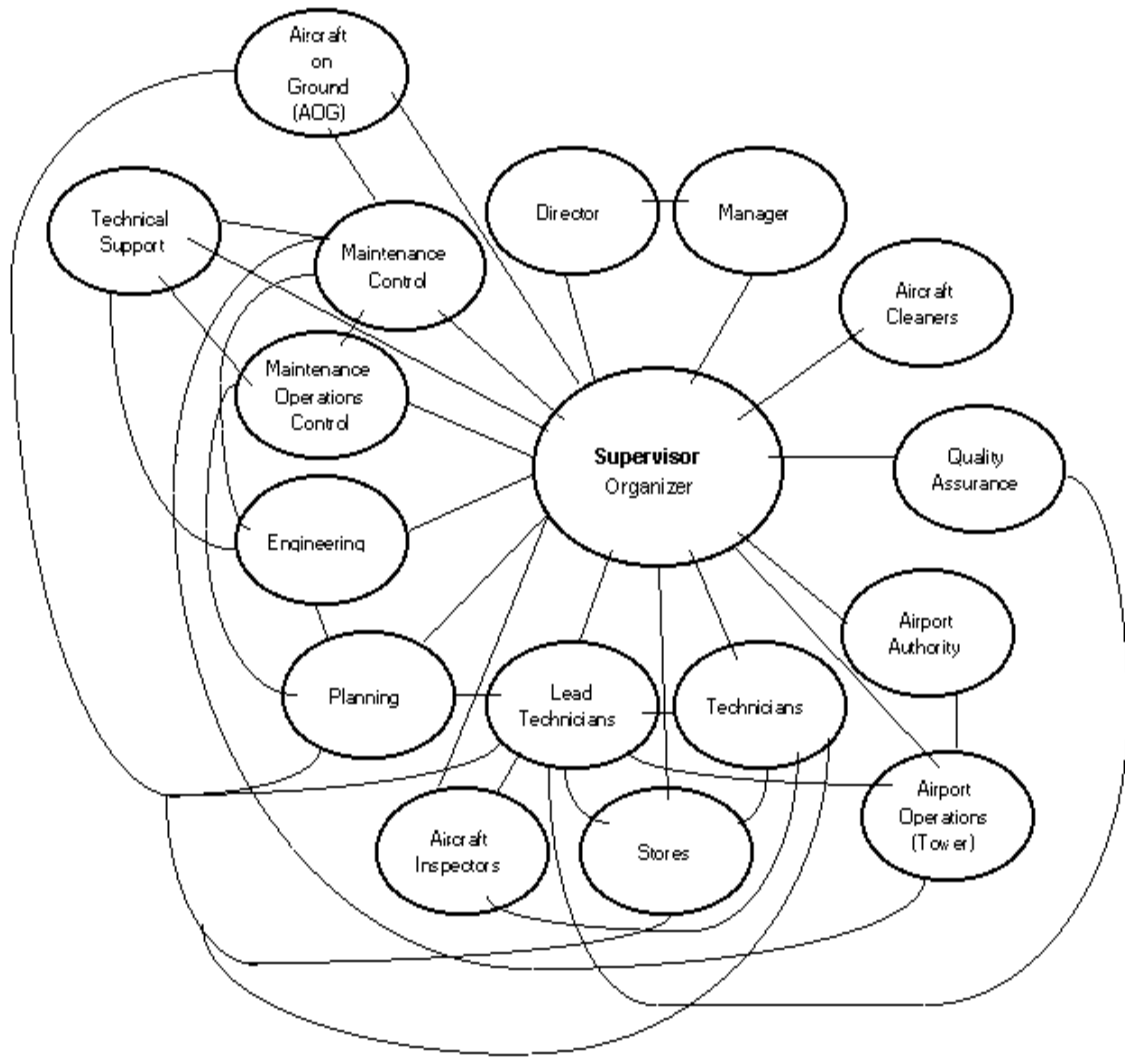 Aircraft
on
Ground
(AOG)
Director
Manager
Technical
Support
Maintenance
Control
Aircraft
Cleaners
Maintenance
Operations
Control
Supervisor
Organizer
Quality
Assurance
Engineering
Airport
Authority
Planning
Lead
Technicians
Technicians
Airport
Operations
(Tower)
Aircraft
Inspectors
Stores